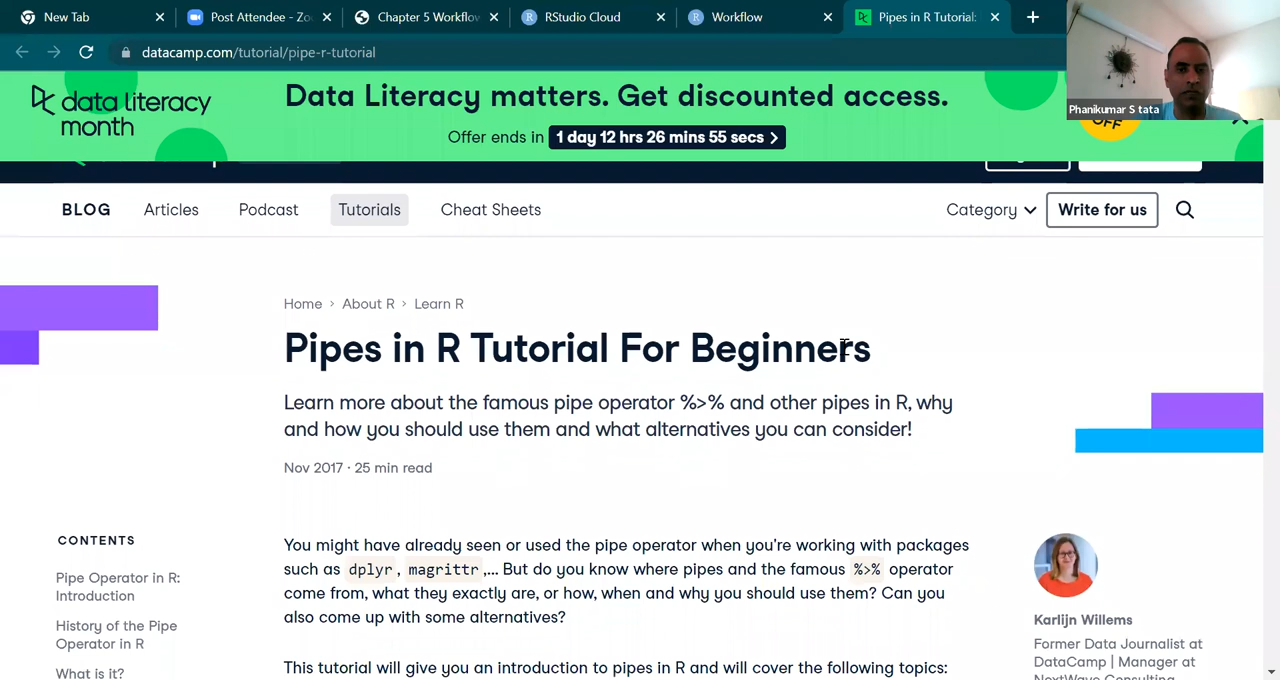 New Tab
Post Attendee - Zo
Chapter 5 Workflo
RStudio Cloud
Workflow
Pipes in R Tutorial
datacamp.com/tutorial/pipe-r-tutorial
data literacy
month
Data Literacy matters. Get discounted access.
Offer ends in 1 day 12 hrs 26 mins 55 secs
OFF
Phanikumar S tata
BLOG Articles Podcast Tutorials Cheat Sheets Category Write for us
Home > About R > Learn R
Pipes in R Tutorial For Beginners
Learn more about the famous pipe operator %>% and other pipes in R, why
and how you should use them and what alternatives you can consider!
Nov 2017 · 25 min read
CONTENTS
Pipe Operator in R:
Introduction
History of the Pipe
Operator in R
What is it?
You might have already seen or used the pipe operator when you're working with packages
such as dplyr, magrittr,... But do you know where pipes and the famous %>% operator
come from, what they exactly are, or how, when and why you should use them? Can you
also come up with some alternatives?
This tutorial will give you an introduction to pipes in R and will cover the following topics:
Karlijn Willems
Former Data Journalist at
DataCamp | Manager at
NextWave Consulting